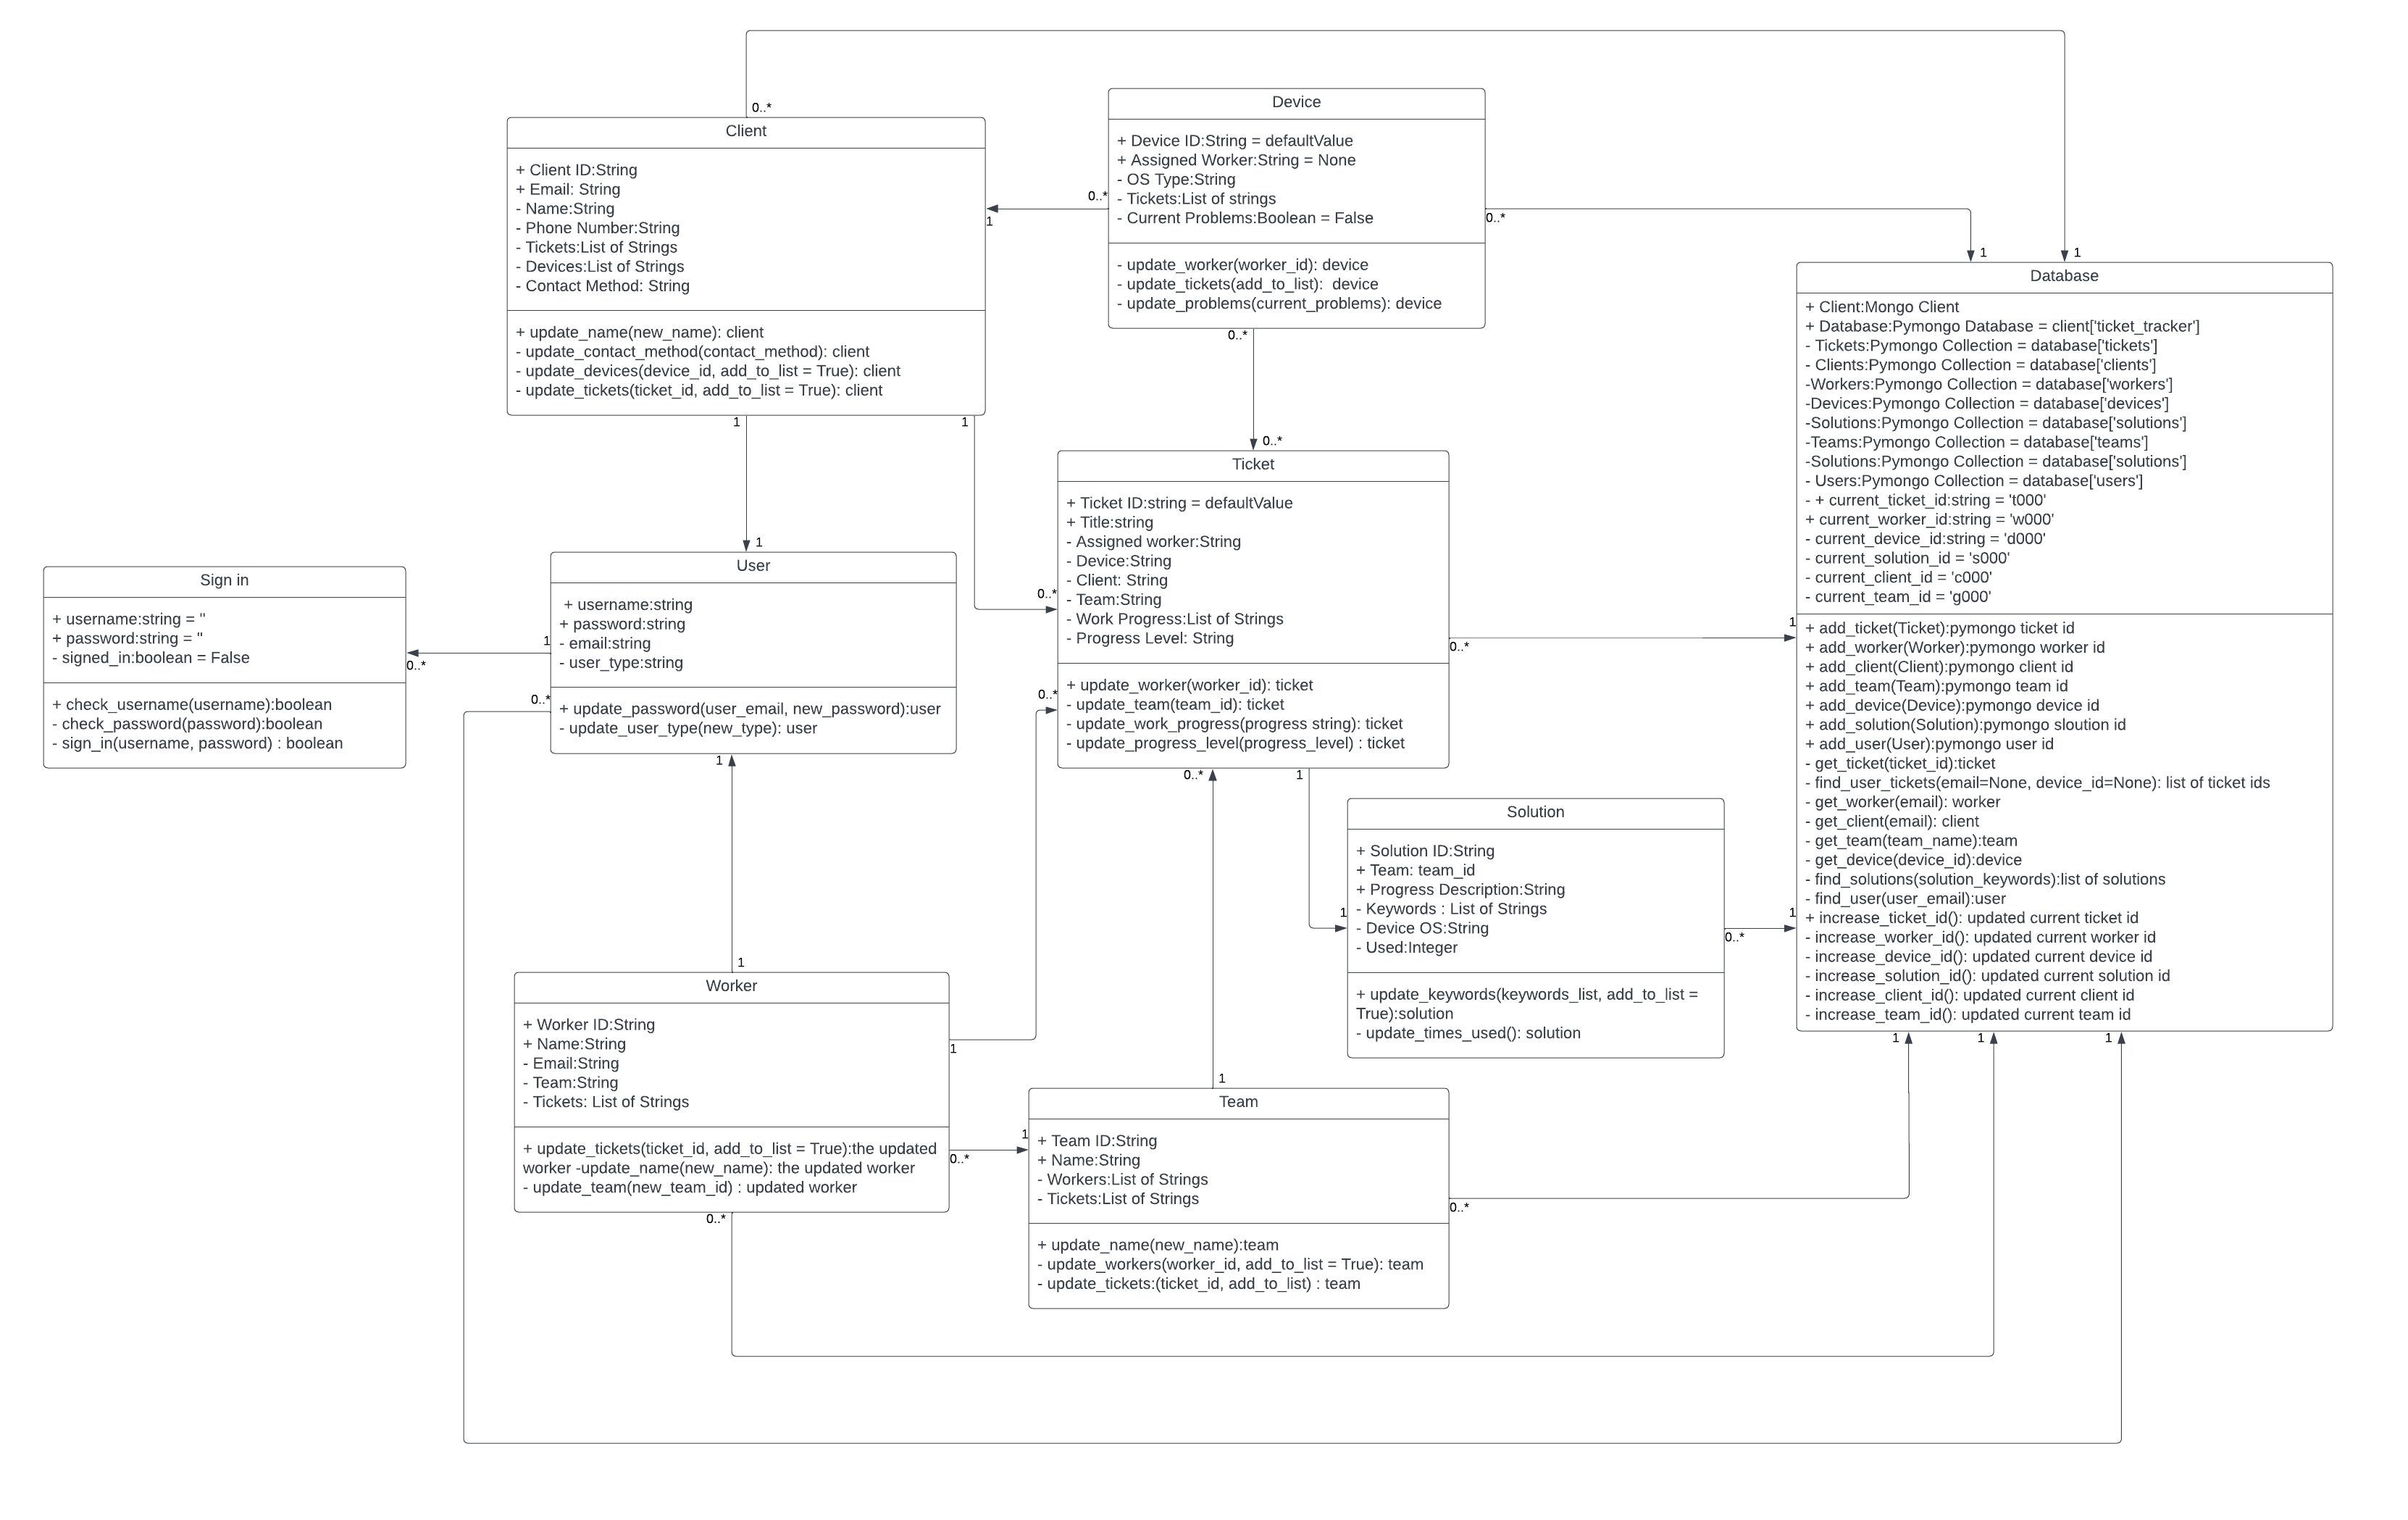 0..*
Client
+ Client ID:String
+ Email: String
- Name:String
- Phone Number:String
- Tickets:List of Strings
- Devices:List of Strings
- Contact Method: String
+ update_name(new_name): client
- update_contact_method(contact_method): client
- update_devices(device_id, add_to_list = True): client
- update_tickets(ticket_id, add_to_list = True): client
1
1
1
0..*
Device
+ Device ID:String = defaultValue
+ Assigned Worker:String = None
- OS Type:String
- Tickets:List of strings
- Current Problems:Boolean = False
- update_worker(worker_id): device
- update_tickets(add_to_list):  device
- update_problems(current_problems): device
0..*
0..*
0..*
1
1
Database
+ Client:Mongo Client
+ Database:Pymongo Database = client['ticket_tracker']
- Tickets:Pymongo Collection = database['tickets']
- Clients:Pymongo Collection = database['clients']
-Workers:Pymongo Collection = database['workers']
-Devices:Pymongo Collection = database['devices']
-Solutions:Pymongo Collection = database['solutions']
-Teams:Pymongo Collection = database['teams']
-Solutions:Pymongo Collection = database['solutions']
- Users:Pymongo Collection = database['users']
- + current_ticket_id:string = 't000'
+ current_worker_id:string = 'w000'
- current_device_id:string = 'd000'
- current_solution_id = 's000'
- current_client_id = 'c000'
- current_team_id = 'g000'
+ add_ticket(Ticket):pymongo ticket id
+ add_worker(Worker):pymongo worker id
+ add_client(Client):pymongo client id
+ add_team(Team):pymongo team id
+ add_device(Device):pymongo device id
+ add_solution(Solution):pymongo sloution id
+ add_user(User):pymongo user id
- get_ticket(ticket_id):ticket
- find_user_tickets(email=None, device_id=None): list of ticket ids
- get_worker(email): worker
- get_client(email): client
- get_team(team_name):team
- get_device(device_id):device
- find_solutions(solution_keywords):list of solutions
- find_user(user_email):user
+ increase_ticket_id(): updated current ticket id
- increase_worker_id(): updated current worker id
- increase_device_id(): updated current device id
- increase_solution_id(): updated current solution id
- increase_client_id(): updated current client id
- increase_team_id(): updated current team id
1
1
1
1
1
Sign in
+ username:string = ''
+ password:string = ''
- signed_in:boolean = False
+ check_username(username):boolean
- check_password(password):boolean
- sign_in(username, password) : boolean
0..*
1
1
User
+ username:string
+ password:string
- email:string
- user_type:string
+ update_password(user_email, new_password):user
- update_user_type(new_type): user
0..*
1
0..*
0..*
Ticket
+ Ticket ID:string = defaultValue
+ Title:string
- Assigned worker:String
- Device:String
- Client: String
- Team:String
- Work Progress:List of Strings
- Progress Level: String
+ update_worker(worker_id): ticket
- update_team(team_id): ticket
- update_work_progress(progress string): ticket
- update_progress_level(progress_level) : ticket
0..*
0..*
1
1
Solution
+ Solution ID:String
+ Team: team_id
+ Progress Description:String
- Keywords : List of Strings
- Device OS:String
- Used:Integer
+ update_keywords(keywords_list, add_to_list =
True):solution
- update_times_used(): solution
0..*
1
Worker
+ Worker ID:String
+ Name:String
- Email:String
- Team:String
- Tickets: List of Strings
+ update_tickets(ticket_id, add_to_list = True):the updated
worker -update_name(new_name): the updated worker
- update_team(new_team_id) : updated worker
1
0..*
0..*
1
1
Team
+ Team ID:String
+ Name:String
- Workers:List of Strings
- Tickets:List of Strings
+ update_name(new_name):team
- update_workers(worker_id, add_to_list = True): team
- update_tickets:(ticket_id, add_to_list) : team
0..*
0..*